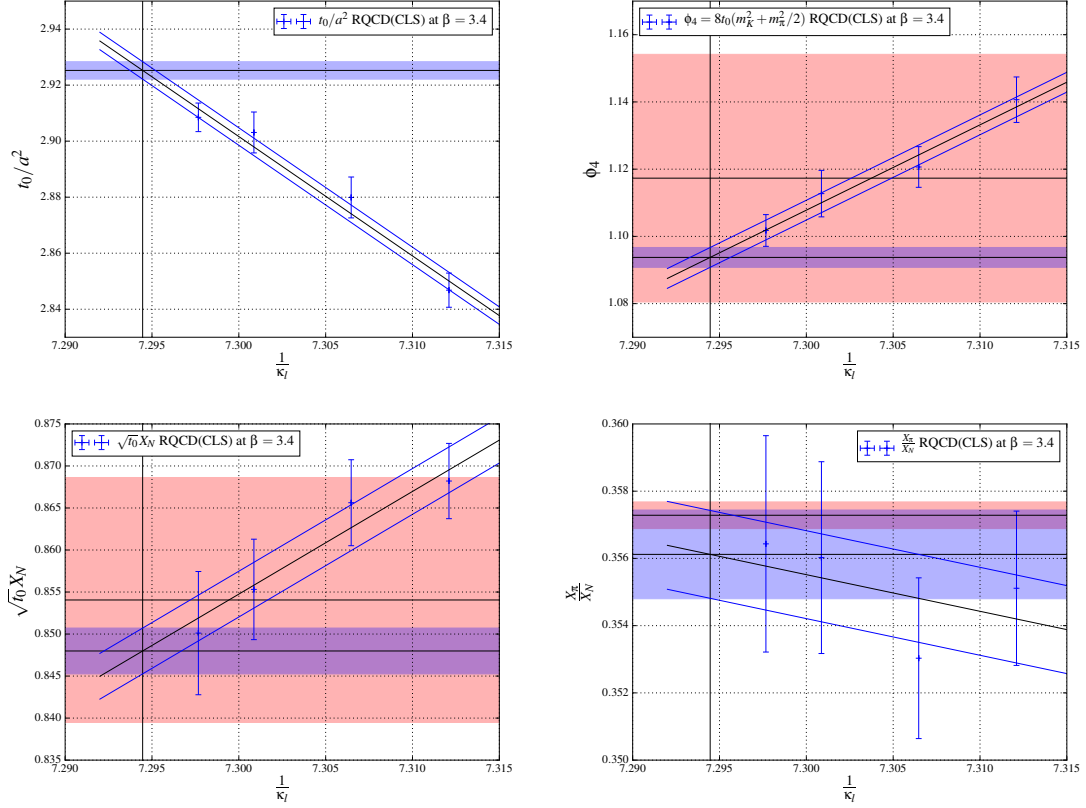 t₀/a² RQCD(CLS) at β = 3.4
2.94
2.92
2.90
2.88
2.86
2.84
t₀/a²
7.290 7.295 7.300 7.305 7.310 7.315
1/κ_l
ϕ₄ = 8t₀(m_K² + m_π²/2) RQCD(CLS) at β = 3.4
1.16
1.14
1.12
1.10
1.08
ϕ₄
7.290 7.295 7.300 7.305 7.310 7.315
1/κ_l
√t₀X_N RQCD(CLS) at β = 3.4
0.875
0.870
0.865
0.860
0.855
0.850
0.845
0.840
0.835
√t₀X_N
7.290 7.295 7.300 7.305 7.310 7.315
1/κ_l
X_π/X_N RQCD(CLS) at β = 3.4
0.360
0.358
0.356
0.354
0.352
0.350
X_π/X_N
7.290 7.295 7.300 7.305 7.310 7.315
1/κ_l